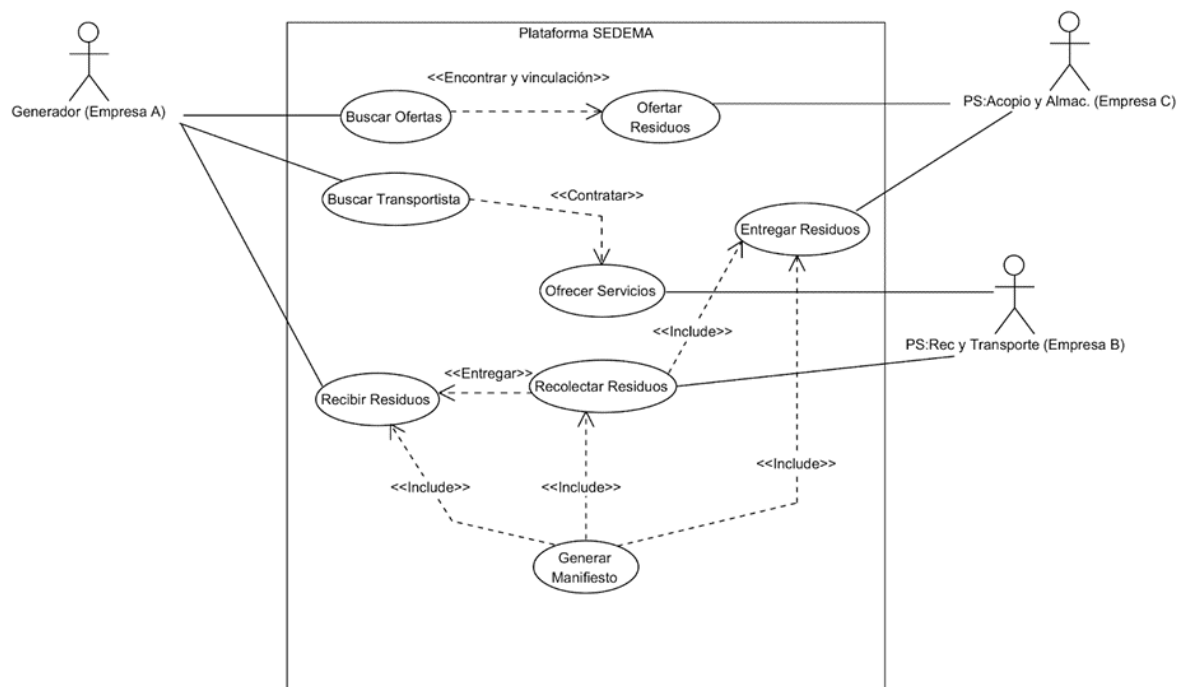 Plataforma SEDEMA
<<Encontrar y vinculación>>
Generador (Empresa A)
Buscar Ofertas
Ofertar
Residuos
PS:Acopio y Almac. (Empresa C)
Buscar Transportista
<<Contratar>>
Entregar Residuos
Ofrecer Servicios
<<Include>>
PS:Rec y Transporte (Empresa B)
<<Entregar>>
Recibir Residuos
Recolectar Residuos
<<Include>>
<<Include>>
<<Include>>
Generar
Manifiesto